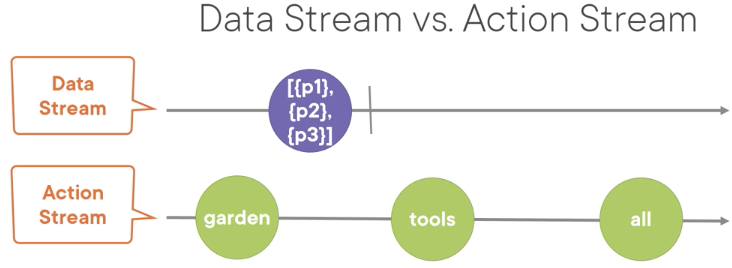 Data Stream vs. Action Stream
Data
Stream
[{p1},
{p2},
{p3}]
Action
Stream
garden
tools
all